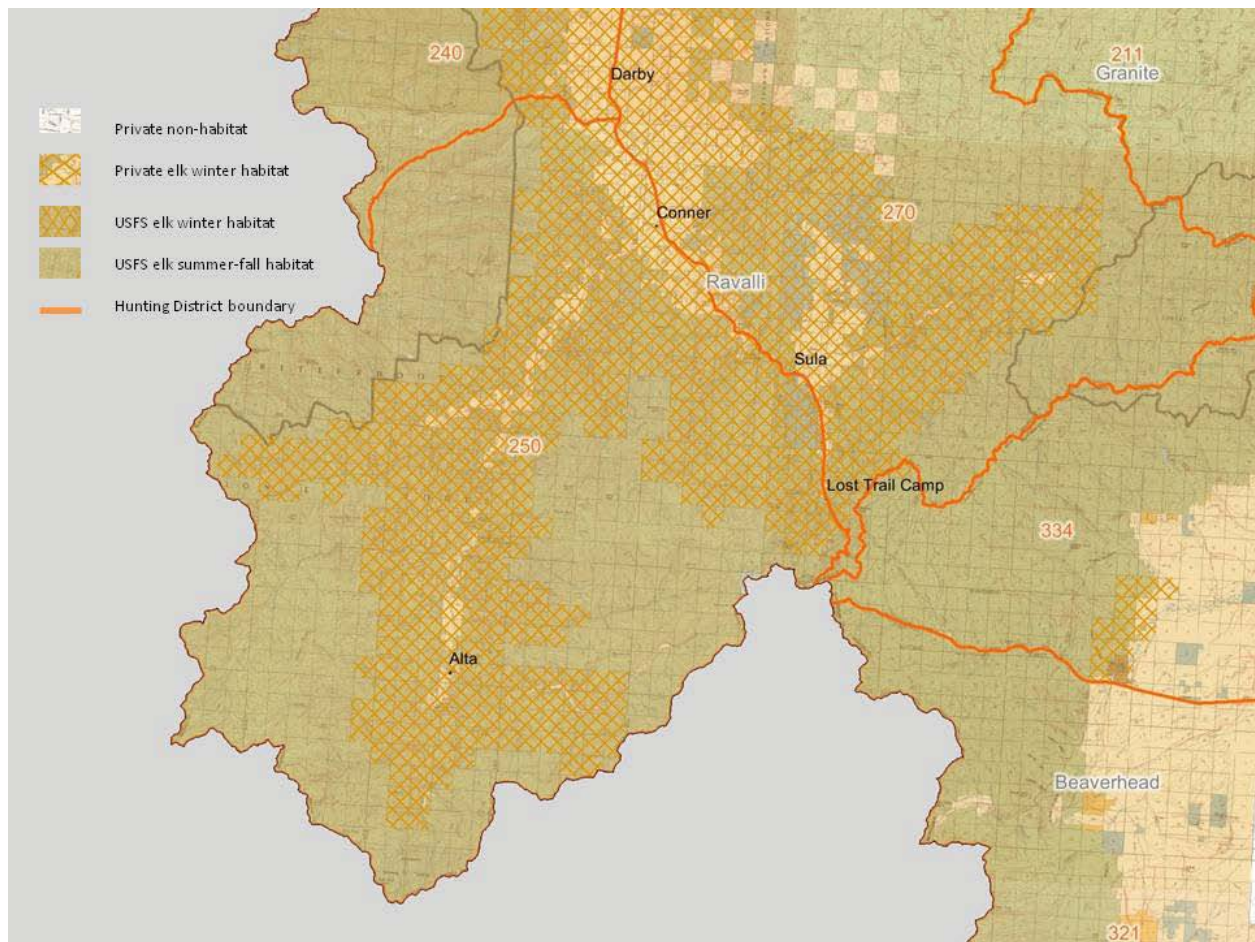 240
211
Granite
Darby
Private non-habitat
Private elk winter habitat
USFS elk winter habitat
USFS elk summer-fall habitat
Hunting District boundary
Conner
270
Ravalli
Sula
250
Lost Trail Camp
334
Alta
Beaverhead
321